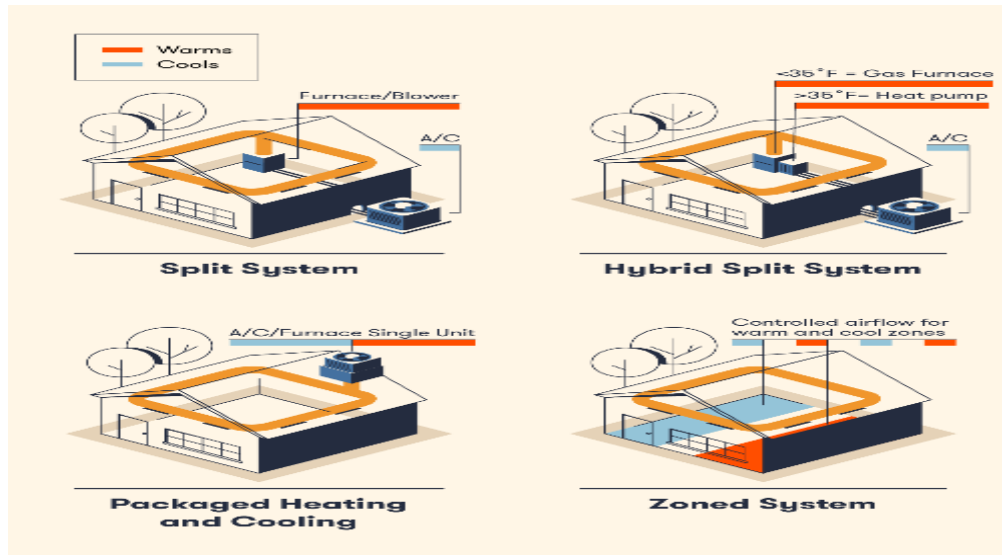 Warms
Cools
Furnace/Blower
A/C
Split System
<35°F = Gas Furnace
>35°F= Heat pump
A/C
Hybrid Split System
A/C/Furnace Single Unit
Packaged Heating
and Cooling
Controlled airflow for
warm and cool zones
Zoned System